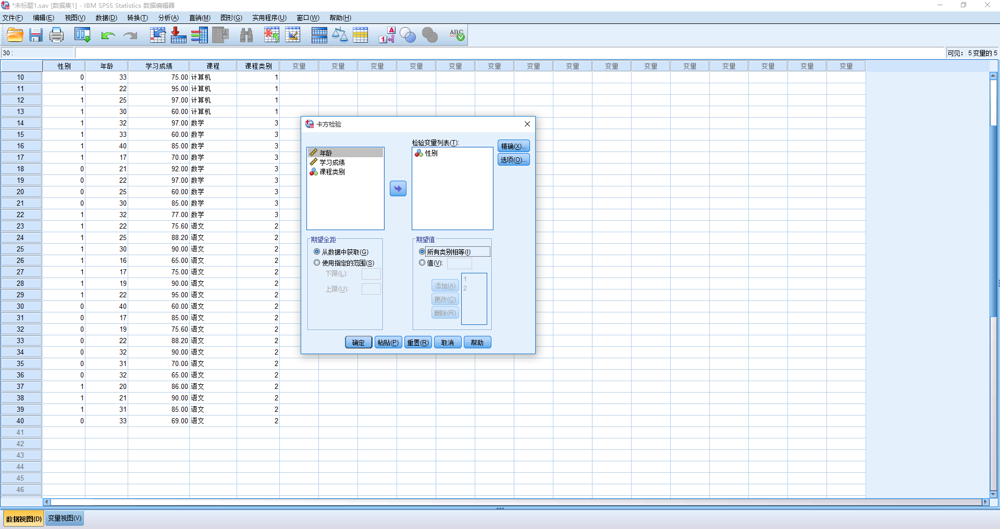 *未标题1.sav [数据集1] - IBM SPSS Statistics 数据编辑器
文件(F) 编辑(E) 视图(V) 数据(D) 转换(T) 分析(A) 直销(M) 图形(G) 实用程序(U) 窗口(W) 帮助(H)
30 :
可见: 5 变量的 5
性别 年龄 学习成绩 课程 课程类别 变量 变量 变量 变量 变量 变量 变量 变量 变量 变量 变量 变量 变量 变量 变量
10 0 33 75.00 计算机 1
11 1 22 95.00 计算机 1
12 1 25 97.00 计算机 1
13 1 30 60.00 计算机 1
14 1 32 97.00 数学 3
15 1 33 60.00 数学 3
16 1 40 85.00 数学 3
17 1 17 70.00 数学 3
18 0 21 92.00 数学 3
19 0 22 97.00 数学 3
20 0 25 60.00 数学 3
21 0 30 85.00 数学 3
22 1 32 77.00 数学 3
23 1 22 75.60 语文 2
24 1 25 88.20 语文 2
25 1 30 90.00 语文 2
26 1 16 65.00 语文 2
27 1 17 75.00 语文 2
28 1 19 90.00 语文 2
29 1 22 95.00 语文 2
30 0 40 60.00 语文 2
31 0 17 85.00 语文 2
32 0 19 75.60 语文 2
33 0 22 88.20 语文 2
34 0 32 90.00 语文 2
35 0 31 70.00 语文 2
36 0 32 65.00 语文 2
37 1 20 86.00 语文 2
38 1 21 90.00 语文 2
39 1 31 85.00 语文 2
40 0 33 69.00 语文 2
41
42
43
44
45
46
卡方检验
检验变量列表(T):
年龄
学习成绩
课程类别
性别
精确(X)...
选项(O)...
期望全距
从数据中获取(G)
使用指定的范围(S)
下限(L):
上限(U):
期望值
所有类别相等(I)
值(V):
添加(A)
更改(C)
删除(R)
1
2
确定 粘贴(P) 重置(R) 取消 帮助
数据视图(D) 变量视图(V)